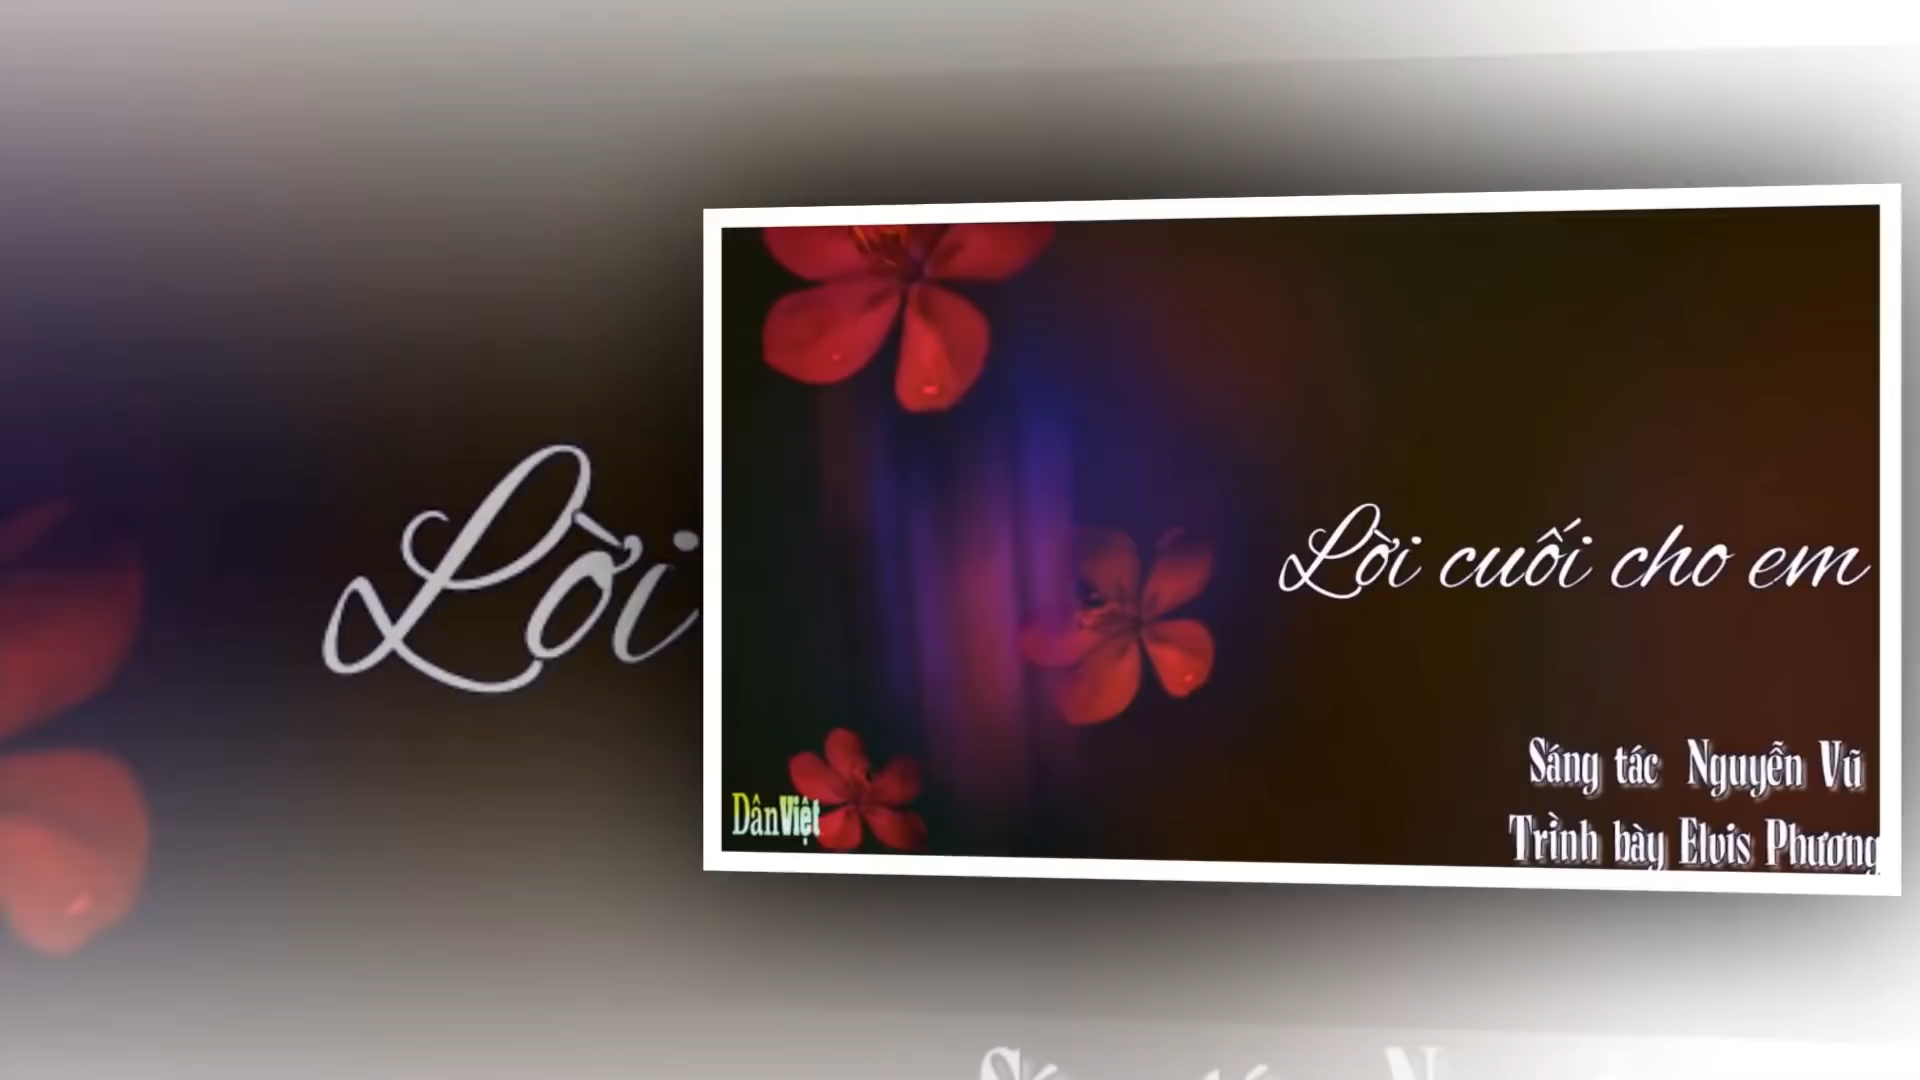 Lời
Lời cuối cho em
Sáng tác Nguyễn Vũ
Trình bày Elvis Phương
DânViệt